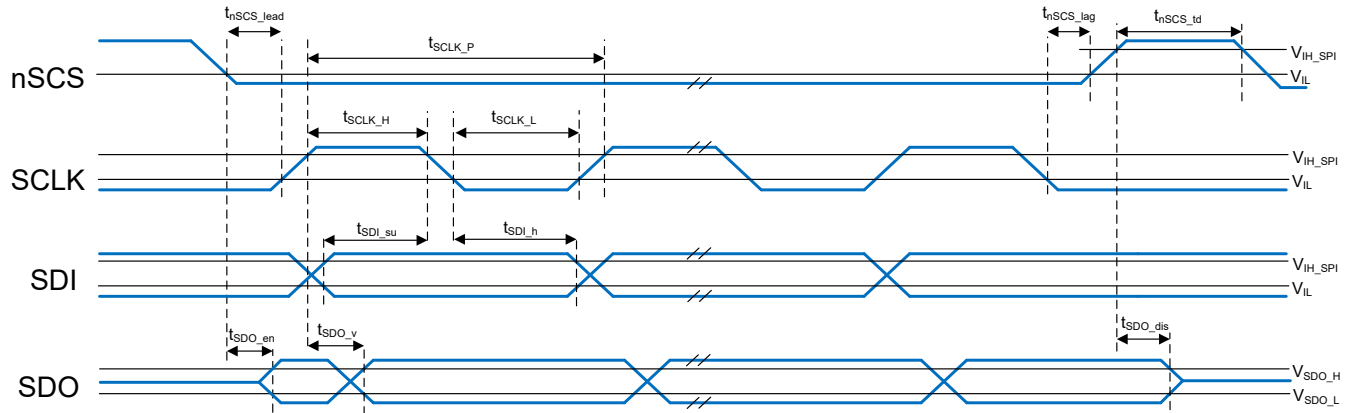 tnSCS_lead
tnSCS_lag
tnSCS_td
tSCLK_P
VIH_SPI
nSCS
VIL
tSCLK_H
tSCLK_L
VIH_SPI
SCLK
VIL
tSDI_su
tSDI_h
VIH_SPI
SDI
VIL
tSDO_en
tSDO_v
tSDO_dis
VSDO_H
SDO
VSDO_L